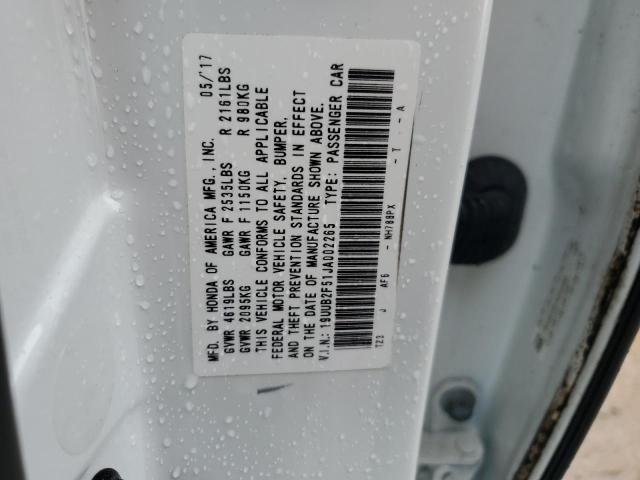 MFD. BY HONDA OF AMERICA MFG., INC. 05/'17
GVWR 4619LBS GAWR F 2535LBS R 2161LBS
GVWR 2095KG GAWR F 1150KG R 980KG
THIS VEHICLE CONFORMS TO ALL APPLICABLE
FEDERAL MOTOR VEHICLE SAFETY, BUMPER,
AND THEFT PREVENTION STANDARDS IN EFFECT
ON THE DATE OF MANUFACTURE SHOWN ABOVE.
V.I.N.: 19UUB2F51JA002265 TYPE: PASSENGER CAR
TZ3 J AF6 - NH788PX - T - A